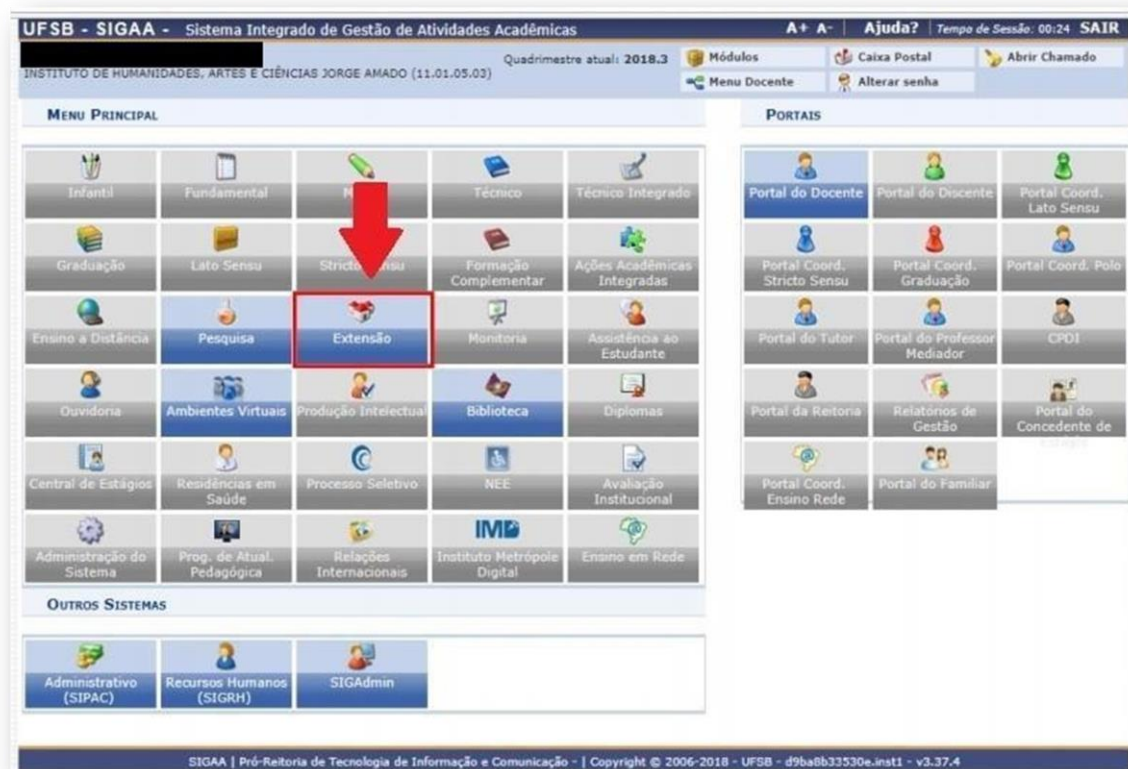 UFSB - SIGAA - Sistema Integrado de Gestão de Atividades Acadêmicas
A+ A- | Ajuda? | Tempo de Sessão: 00:24 SAIR
INSTITUTO DE HUMANIDADES, ARTES E CIÊNCIAS JORGE AMADO (11.01.05.03)
Quadrimestre atual: 2018.3
Módulos Caixa Postal Abrir Chamado
Menu Docente Alterar senha
MENU PRINCIPAL
Infantil Fundamental Técnico Técnico Integrado
Graduação Lato Sensu Stricto Sensu Formação Complementar Ações Acadêmicas Integradas
Ensino a Distância Pesquisa Extensão Monitoria Assistência ao Estudante
Ouvidoria Ambientes Virtuais Produção Intelectual Biblioteca Diplomas
Central de Estágios Residências em Saúde Processo Seletivo NEE Avaliação Institucional
IMD
Administração do Sistema Prog. de Atual. Pedagógica Relações Internacionais Instituto Metrópole Digital Ensino em Rede
PORTAIS
Portal do Docente Portal do Discente Portal Coord. Lato Sensu
Portal Coord. Stricto Sensu Portal Coord. Graduação Portal Coord. Polo
Portal do Tutor Portal do Professor Mediador CPDI
Portal da Reitoria Relatórios de Gestão Portal do Concedente de
Portal Coord. Ensino Rede Portal do Familiar
OUTROS SISTEMAS
Administrativo (SIPAC) Recursos Humanos (SIGRH) SIGAdmin
SIGAA | Pró-Reitoria de Tecnologia de Informação e Comunicação - | Copyright © 2006-2018 - UFSB - d9ba8b33530e.inst1 - v3.37.4